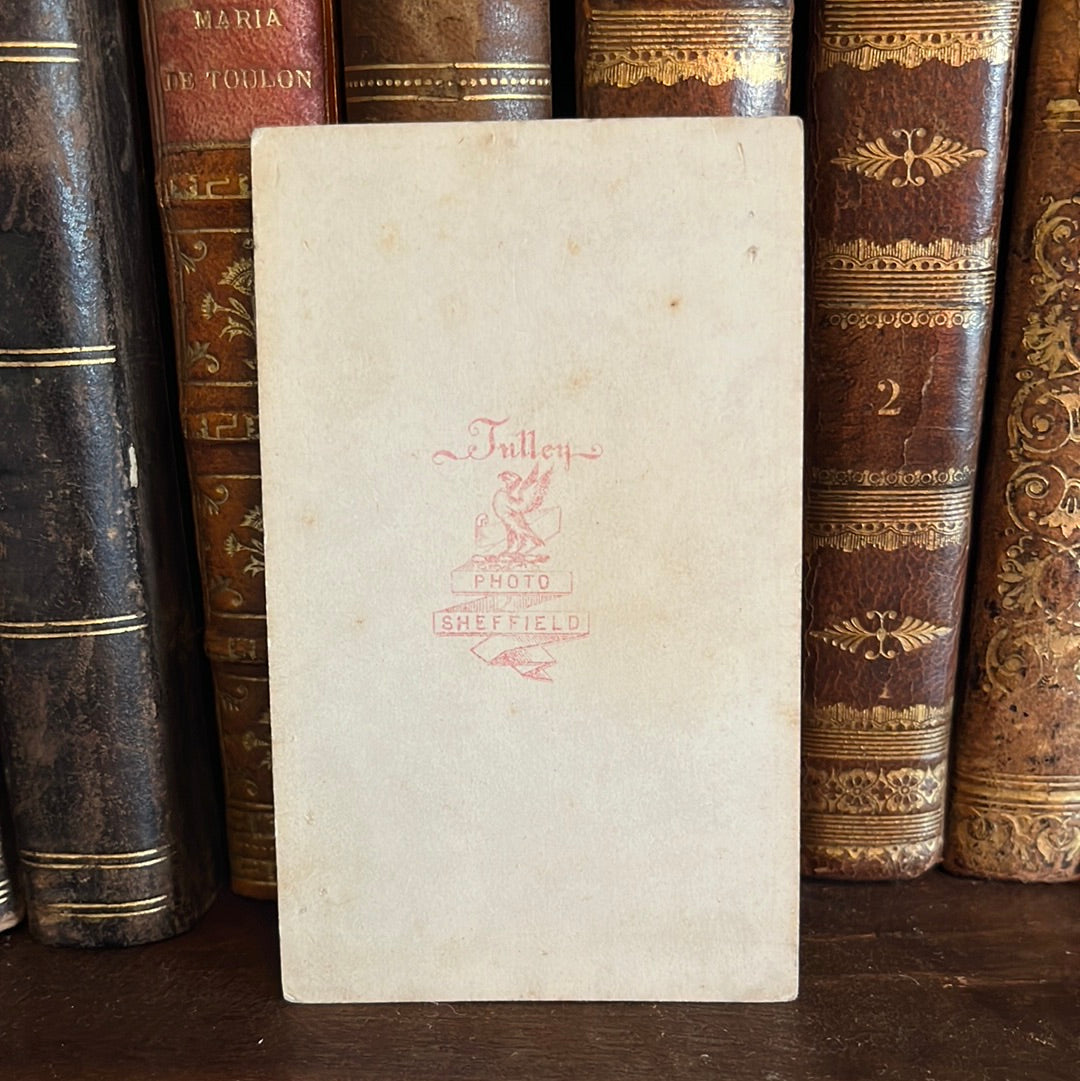 MARIA
DE TOULON
2
Tulley
PHOTO
SHEFFIELD